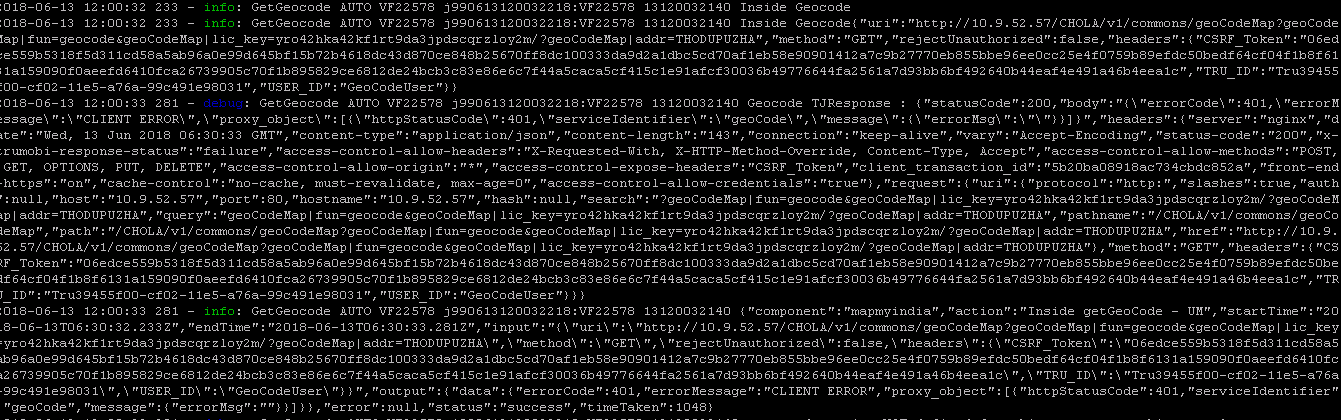 2018-06-13 12:00:32 233 - info: GetGeocode AUTO VF22578 j990613120032218:VF22578 13120032140 Inside Geocode
2018-06-13 12:00:32 233 - info: GetGeocode AUTO VF22578 j990613120032218:VF22578 13120032140 Inside Geocode{"uri":"http://10.9.52.57/CHOLA/v1/commons/geoCodeMap?geoCode
Map|fun=geocode&geoCodeMap|lic_key=yro42hka42kf1rt9da3jpdscqrzloy2m/?geoCodeMap|addr=THODUPUZHA","method":"GET","rejectUnauthorized":false,"headers":{"CSRF_Token":"06ed
ce559b5318f5d311cd58a5ab96a0e99d645bf15b72b4618dc43d870ce848b25670ff8dc100333da9d2a1dbc5cd70af1eb58e90901412a7c9b27770eb855bbe96ee0cc25e4f0759b89efdc50bedf64cf04f1b8f61
31a159090f0aeefd6410fca26739905c70f1b895829ce6812de24bcb3c83e86e6c7f44a5caca5cf415c1e91afcf30036b49776644fa2561a7d93bb6bf492640b44eaf4e491a46b4eea1c","TRU_ID":"Tru39455
f00-cf02-11e5-a76a-99c491e98031","USER_ID":"GeoCodeUser"}}
2018-06-13 12:00:33 281 - debug: GetGeocode AUTO VF22578 j990613120032218:VF22578 13120032140 Geocode TJResponse : {"statusCode":200,"body":"{\"errorCode\":401,\"errorM
essage\":\"CLIENT ERROR\",\"proxy_object\":[{\"httpStatusCode\":401,\"serviceIdentifier\":\"geoCode\",\"message\":{\"errorMsg\":\"\"}}]}","headers":{"server":"nginx","d
ate":"Wed, 13 Jun 2018 06:30:33 GMT","content-type":"application/json","content-length":"143","connection":"keep-alive","vary":"Accept-Encoding","status-code":"200","x-
trumobi-response-status":"failure","access-control-allow-headers":"X-Requested-With, X-HTTP-Method-Override, Content-Type, Accept","access-control-allow-methods":"POST,
GET, OPTIONS, PUT, DELETE","access-control-allow-origin":"*","access-control-expose-headers":"CSRF_Token","client_transaction_id":"5b20ba08918ac734cbdc852a","front-end
-https":"on","cache-control":"no-cache, must-revalidate, max-age=0","access-control-allow-credentials":"true"},"request":{"uri":{"protocol":"http:","slashes":true,"auth
":null,"host":"10.9.52.57","port":80,"hostname":"10.9.52.57","hash":null,"search":"?geoCodeMap|fun=geocode&geoCodeMap|lic_key=yro42hka42kf1rt9da3jpdscqrzloy2m/?geoCodeM
ap|addr=THODUPUZHA","query":"geoCodeMap|fun=geocode&geoCodeMap|lic_key=yro42hka42kf1rt9da3jpdscqrzloy2m/?geoCodeMap|addr=THODUPUZHA","pathname":"/CHOLA/v1/commons/geoCo
deMap","path":"/CHOLA/v1/commons/geoCodeMap?geoCodeMap|fun=geocode&geoCodeMap|lic_key=yro42hka42kf1rt9da3jpdscqrzloy2m/?geoCodeMap|addr=THODUPUZHA","href":"http://10.9.
52.57/CHOLA/v1/commons/geoCodeMap?geoCodeMap|fun=geocode&geoCodeMap|lic_key=yro42hka42kf1rt9da3jpdscqrzloy2m/?geoCodeMap|addr=THODUPUZHA"},"method":"GET","headers":{"CS
RF_Token":"06edce559b5318f5d311cd58a5ab96a0e99d645bf15b72b4618dc43d870ce848b25670ff8dc100333da9d2a1dbc5cd70af1eb58e90901412a7c9b27770eb855bbe96ee0cc25e4f0759b89efdc50be
df64cf04f1b8f6131a159090f0aeefd6410fca26739905c70f1b895829ce6812de24bcb3c83e86e6c7f44a5caca5cf415c1e91afcf30036b49776644fa2561a7d93bb6bf492640b44eaf4e491a46b4eea1c","TR
U_ID":"Tru39455f00-cf02-11e5-a76a-99c491e98031","USER_ID":"GeoCodeUser"}}}
2018-06-13 12:00:33 281 - info: GetGeocode AUTO VF22578 j990613120032218:VF22578 13120032140 {"component":"mapmyindia","action":"Inside getGeoCode - UM","startTime":"20
18-06-13T06:30:32.233Z","endTime":"2018-06-13T06:30:33.281Z","input":"{\"uri\":\"http://10.9.52.57/CHOLA/v1/commons/geoCodeMap?geoCodeMap|fun=geocode&geoCodeMap|lic_key
=yro42hka42kf1rt9da3jpdscqrzloy2m/?geoCodeMap|addr=THODUPUZHA\",\"method\":\"GET\",\"rejectUnauthorized\":false,\"headers\":{\"CSRF_Token\":\"06edce559b5318f5d311cd58a5
ab96a0e99d645bf15b72b4618dc43d870ce848b25670ff8dc100333da9d2a1dbc5cd70af1eb58e90901412a7c9b27770eb855bbe96ee0cc25e4f0759b89efdc50bedf64cf04f1b8f6131a159090f0aeefd6410fc
a26739905c70f1b895829ce6812de24bcb3c83e86e6c7f44a5caca5cf415c1e91afcf30036b49776644fa2561a7d93bb6bf492640b44eaf4e491a46b4eea1c\",\"TRU_ID\":\"Tru39455f00-cf02-11e5-a76a
-99c491e98031\",\"USER_ID\":\"GeoCodeUser\"}}","output":{"data":{"errorCode":401,"errorMessage":"CLIENT ERROR","proxy_object":[{"httpStatusCode":401,"serviceIdentifier
":"geoCode","message":{"errorMsg":""}}]}},"error":null,"status":"success","timeTaken":1048}